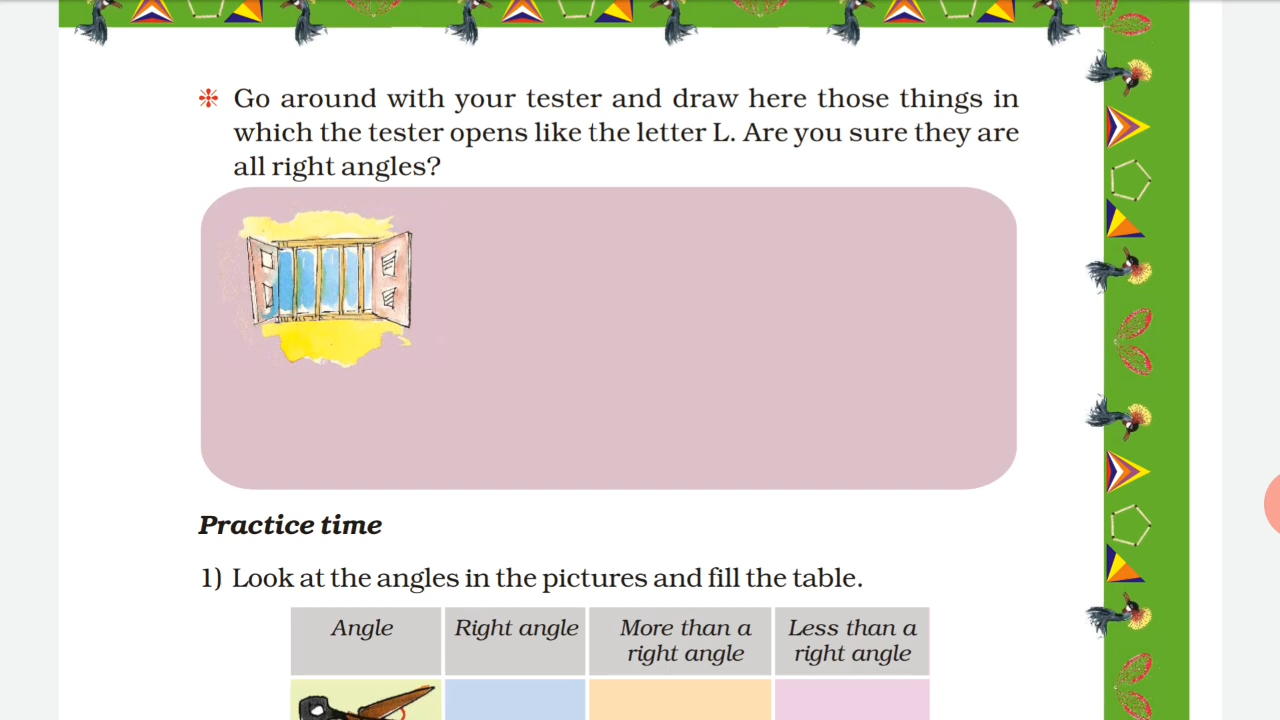 ❉ Go around with your tester and draw here those things in
which the tester opens like the letter L. Are you sure they are
all right angles?
Practice time
1) Look at the angles in the pictures and fill the table.
Angle Right angle More than a right angle Less than a right angle